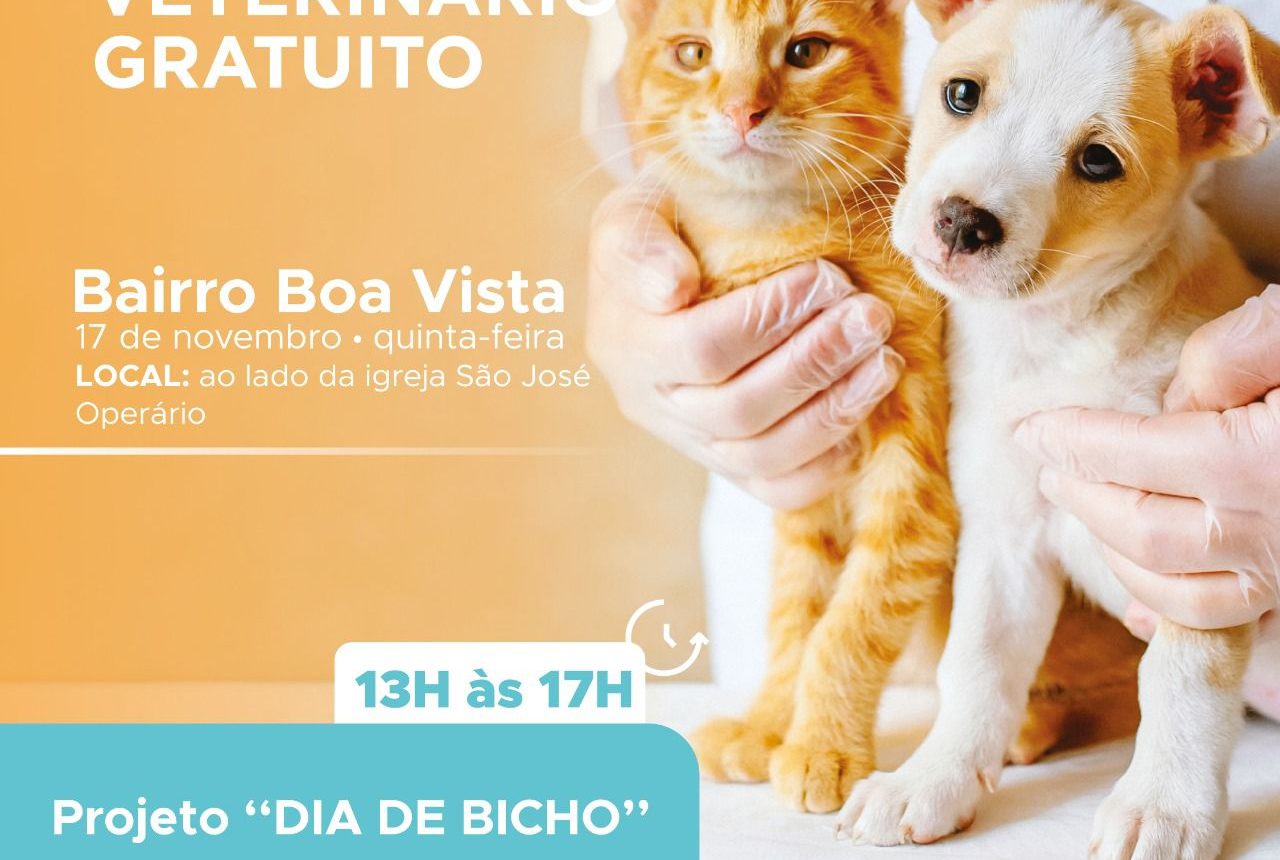 VETERINÁRIO
GRATUITO
Bairro Boa Vista
17 de novembro • quinta-feira
LOCAL: ao lado da igreja São José
Operário
13H às 17H
Projeto “DIA DE BICHO”